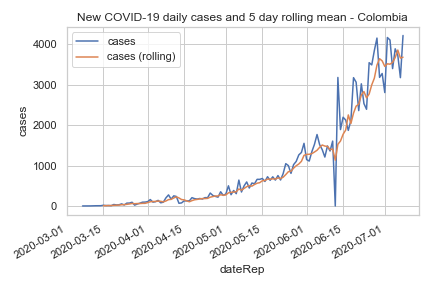 New COVID-19 daily cases and 5 day rolling mean - Colombia
cases
cases (rolling)
cases
4000
3000
2000
1000
0
2020-03-01
2020-03-15
2020-04-01
2020-04-15
2020-05-01
2020-05-15
2020-06-01
2020-06-15
2020-07-01
dateRep